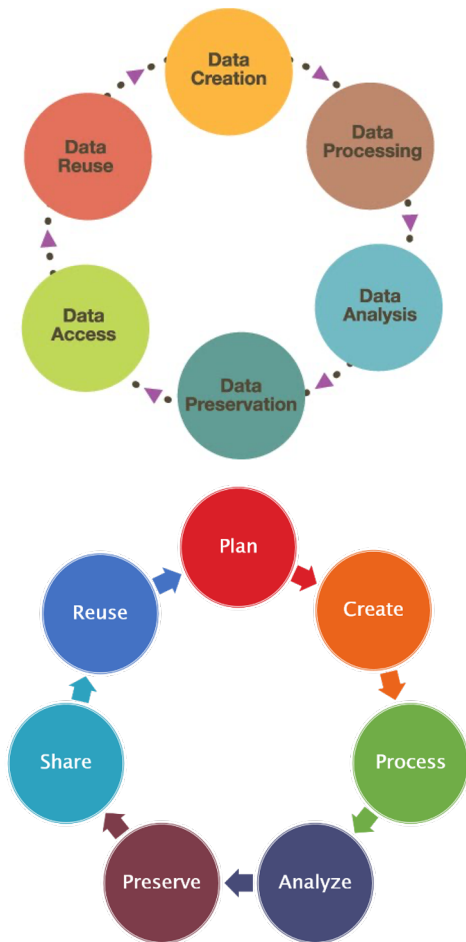 Data
Creation
Data
Processing
Data
Analysis
Data
Preservation
Data
Access
Data
Reuse
Plan
Create
Process
Analyze
Preserve
Share
Reuse